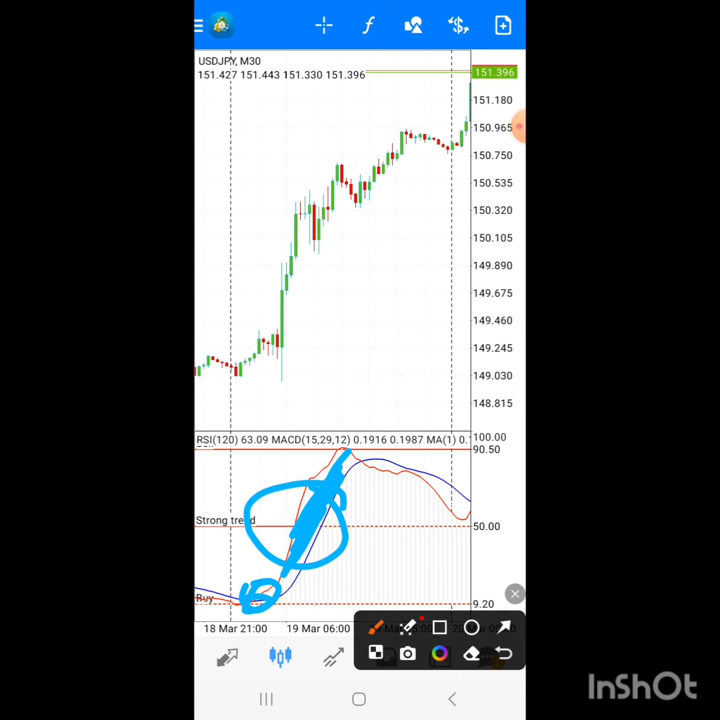 USDJPY, M30
151.427 151.443 151.330 151.396
151.396
151.180
150.965
150.750
150.535
150.320
150.105
149.890
149.675
149.460
149.245
149.030
148.815
RSI(120) 63.09 MACD(15,29,12) 0.1916 0.1987 MA(1) 0.1
100.00
90.50
Strong trend
50.00
Buy
9.20
18 Mar 21:00 19 Mar 06:00
InShOt